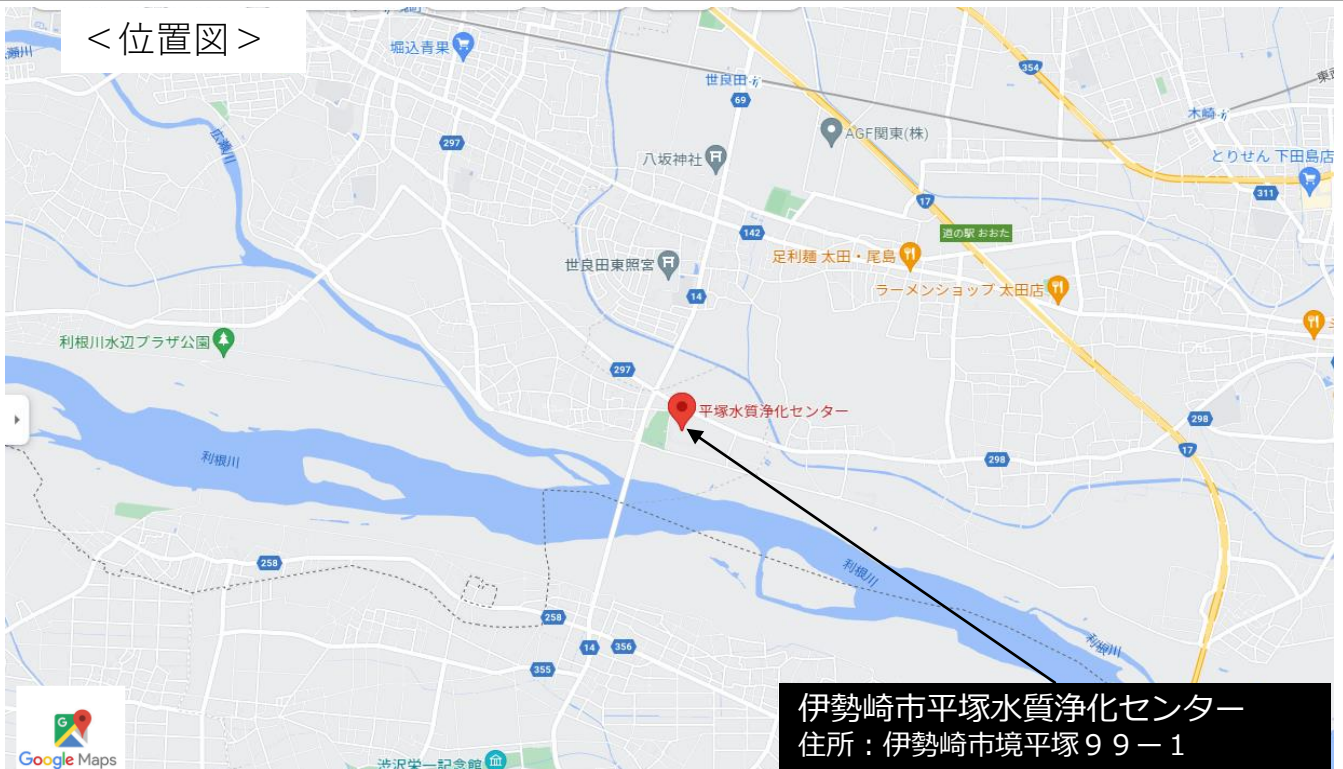 ＜位置図＞
堀込青果
世良田
69
354
木崎
AGF関東(株)
とりせん 下田島店
広瀬川
297
八坂神社
311
17
142
道の駅 おおた
足利麺 太田・尾島
世良田東照宮
14
ラーメンショップ 太田店
利根川水辺プラザ公園
297
平塚水質浄化センター
298
利根川
298
17
258
利根川
258
14
356
利根川
355
伊勢崎市平塚水質浄化センター
住所：伊勢崎市境平塚９９－１
Google Maps
渋沢栄一記念館